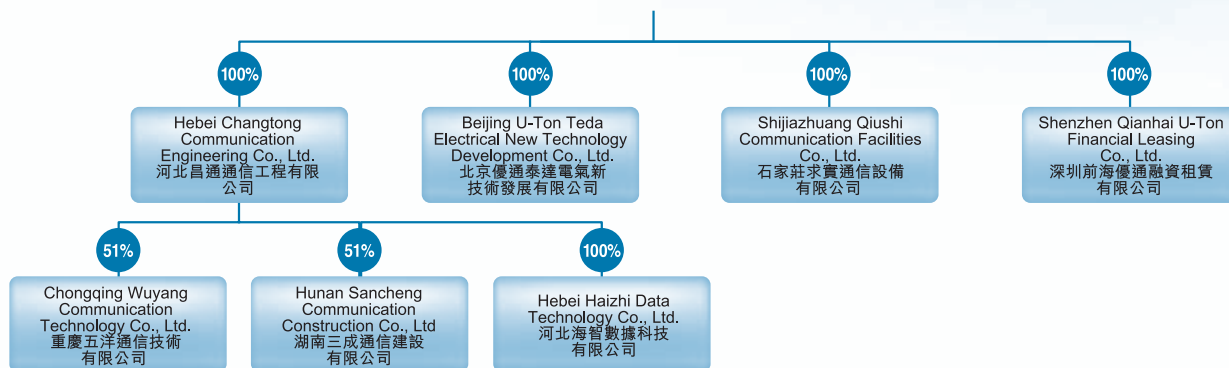 100%
100%
100%
100%
Hebei Changtong
Communication
Engineering Co., Ltd.
河北昌通通信工程有限
公司
Beijing U-Ton Teda
Electrical New Technology
Development Co., Ltd.
北京優通泰達電氣新
技術發展有限公司
Shijiazhuang Qiushi
Communication Facilities
Co., Ltd.
石家莊求實通信設備
有限公司
Shenzhen Qianhai U-Ton
Financial Leasing
Co., Ltd.
深圳前海優通融資租賃
有限公司
51%
51%
100%
Chongqing Wuyang
Communication
Technology Co., Ltd.
重慶五洋通信技術
有限公司
Hunan Sancheng
Communication
Construction Co., Ltd
湖南三成通信建設
有限公司
Hebei Haizhi Data
Technology Co., Ltd.
河北海智數據科技
有限公司